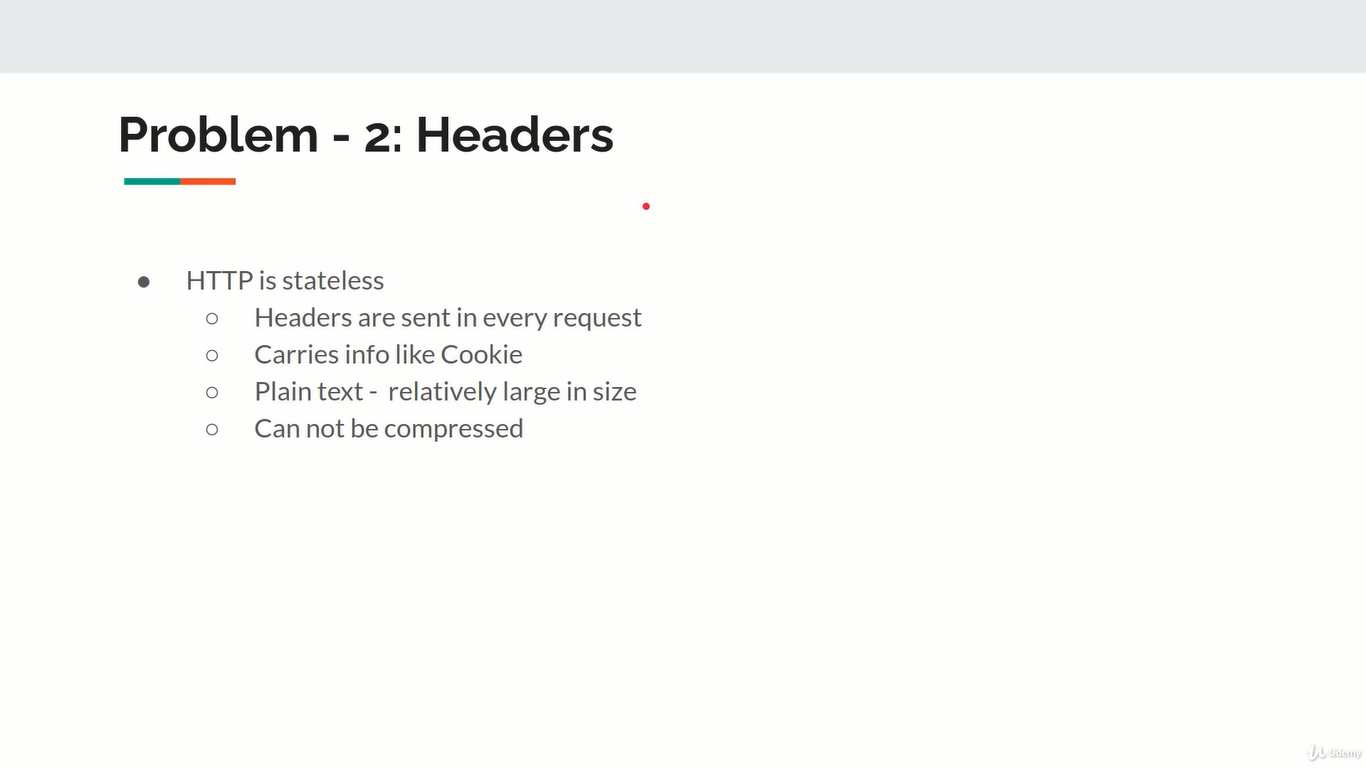 Problem - 2: Headers
● HTTP is stateless
○ Headers are sent in every request
○ Carries info like Cookie
○ Plain text -  relatively large in size
○ Can not be compressed
Udemy